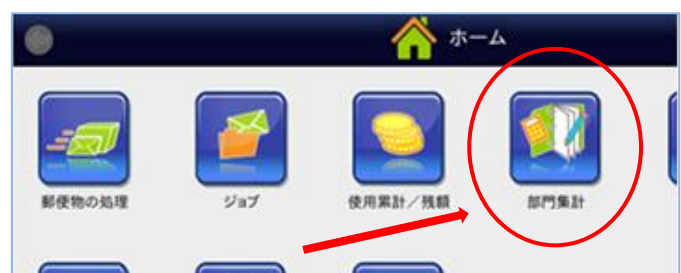 ホーム
郵便物の処理
ジョブ
使用累計／残額
部門集計